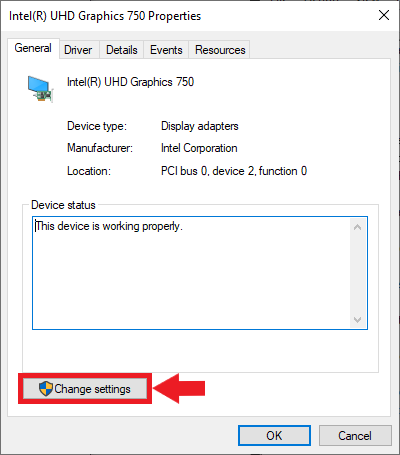 Intel(R) UHD Graphics 750 Properties
General Driver Details Events Resources
Intel(R) UHD Graphics 750
Device type: Display adapters
Manufacturer: Intel Corporation
Location: PCI bus 0, device 2, function 0
Device status
This device is working properly.
Change settings
OK Cancel